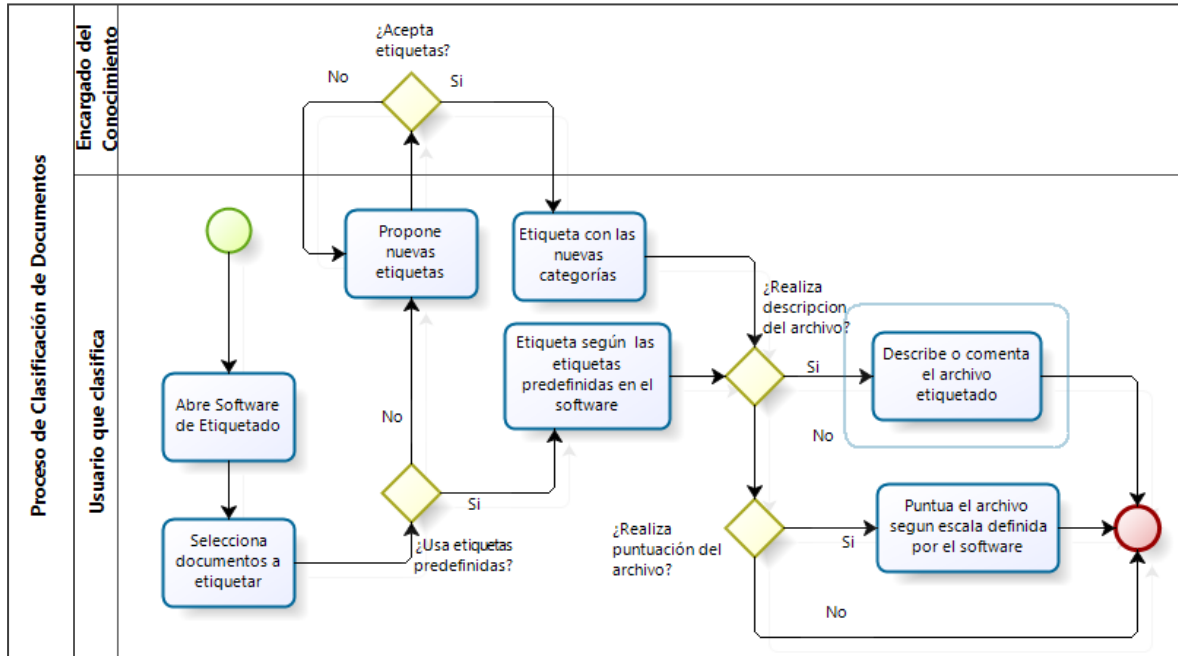 Proceso de Clasificación de Documentos
Encargado del
Conocimiento
Usuario que clasifica
¿Acepta
etiquetas?
No
Si
Propone
nuevas
etiquetas
Etiqueta con las
nuevas
categorías
¿Realiza
descripcion
del archivo?
Etiqueta según las
etiquetas
predefinidas en el
software
Si
Describe o comenta
el archivo
etiquetado
No
Abre Software
de Etiquetado
No
Si
Selecciona
documentos a
etiquetar
¿Usa etiquetas
predefinidas?
¿Realiza
puntuación del
archivo?
Si
Puntua el archivo
segun escala definida
por el software
No